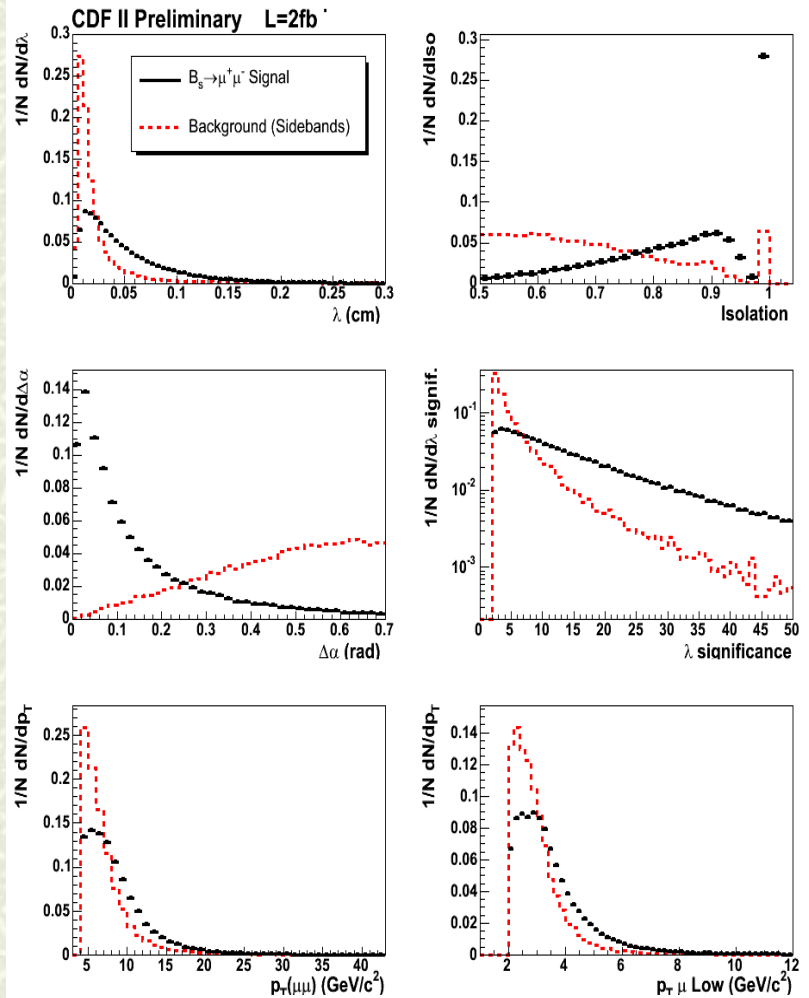 CDF II Preliminary L=2fb
1/N dN/dλ
0.3
0.25
0.2
0.15
0.1
0.05
0
B_s→μ⁺μ⁻ Signal
Background (Sidebands)
0 0.05 0.1 0.15 0.2 0.25 0.3
λ (cm)
1/N dN/dIso
0.3
0.25
0.2
0.15
0.1
0.05
0
0.5 0.6 0.7 0.8 0.9 1
Isolation
1/N dN/dΔα
0.14
0.12
0.1
0.08
0.06
0.04
0.02
0
0 0.1 0.2 0.3 0.4 0.5 0.6 0.7
Δα (rad)
1/N dN/dλ signif.
10⁻¹
10⁻²
10⁻³
0 5 10 15 20 25 30 35 40 45 50
λ significance
1/N dN/dp_T
0.25
0.2
0.15
0.1
0.05
0
5 10 15 20 25 30 35 40
p_T(μμ) (GeV/c²)
1/N dN/dp_T
0.14
0.12
0.1
0.08
0.06
0.04
0.02
0
2 4 6 8 10 12
p_T μ Low (GeV/c²)